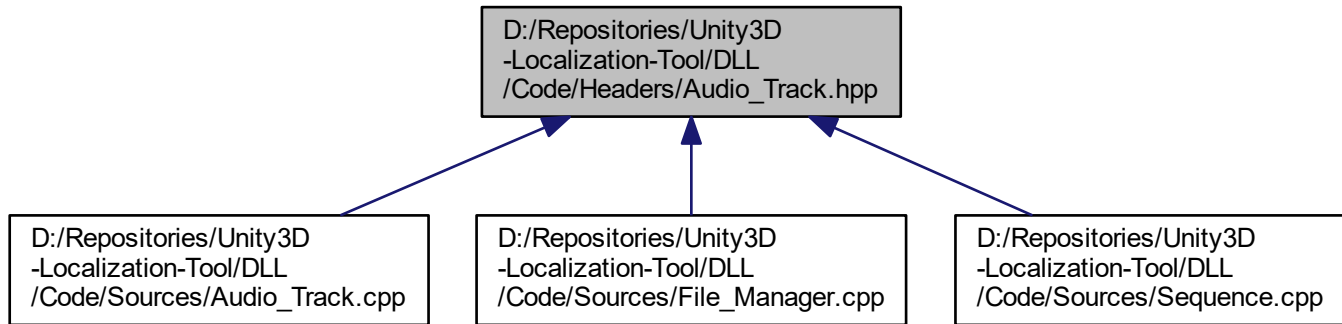 D:/Repositories/Unity3D
-Localization-Tool/DLL
/Code/Headers/Audio_Track.hpp
D:/Repositories/Unity3D
-Localization-Tool/DLL
/Code/Sources/Audio_Track.cpp
D:/Repositories/Unity3D
-Localization-Tool/DLL
/Code/Sources/File_Manager.cpp
D:/Repositories/Unity3D
-Localization-Tool/DLL
/Code/Sources/Sequence.cpp